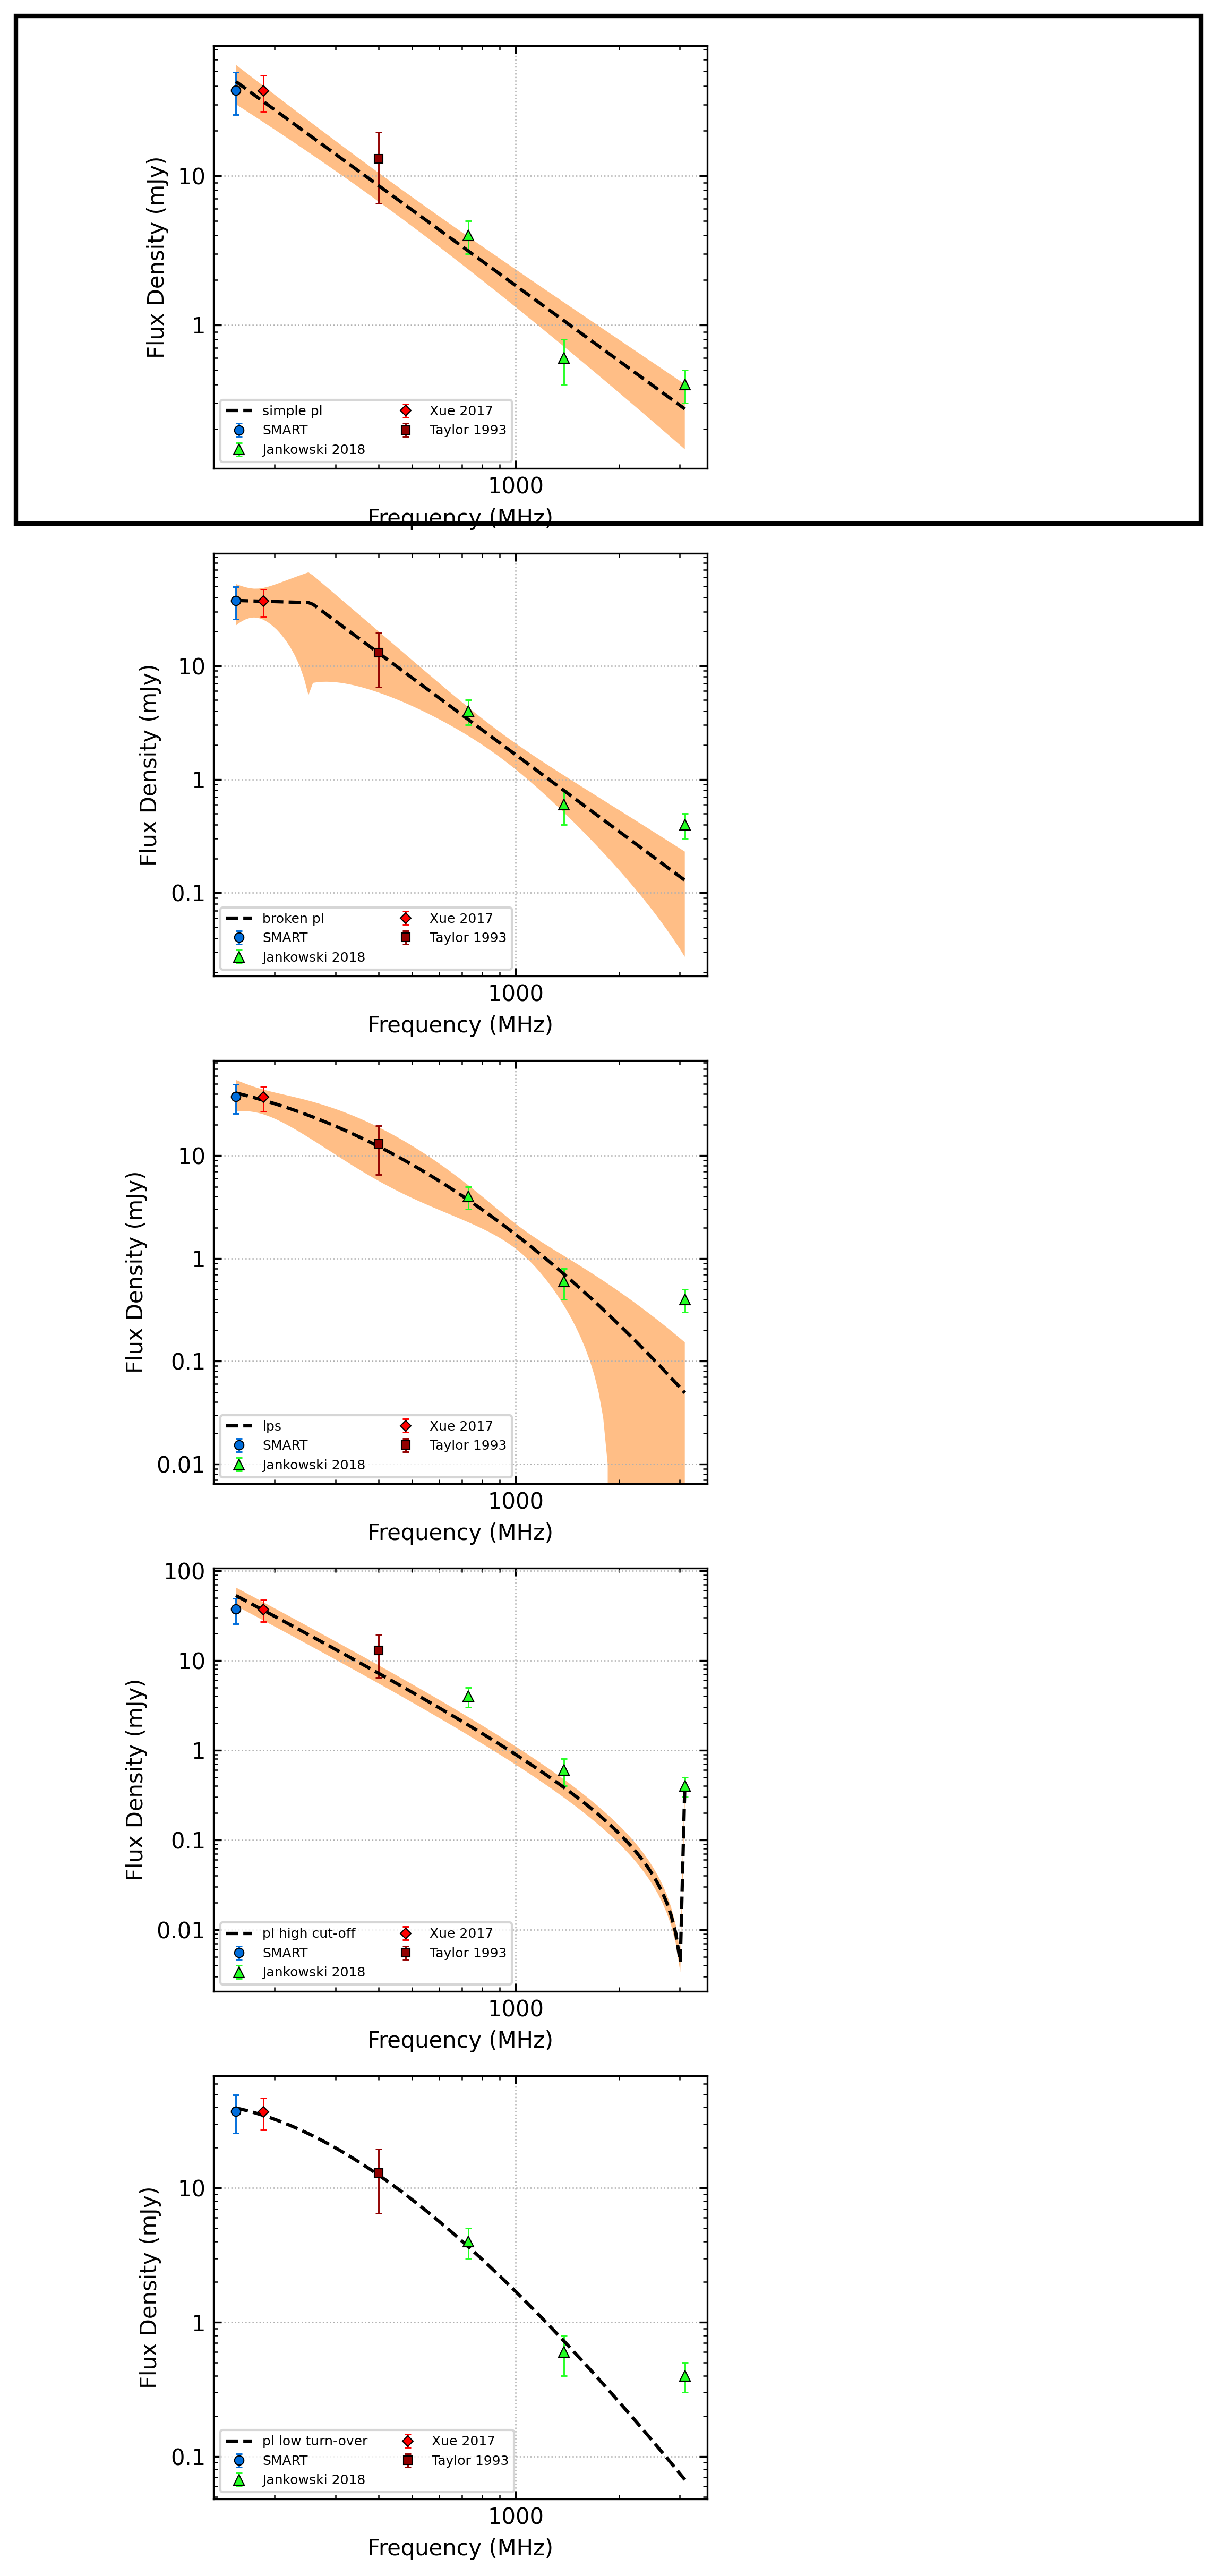 Flux Density (mJy)
10
1
simple pl
SMART
Jankowski 2018
Xue 2017
Taylor 1993
1000
Frequency (MHz)
Flux Density (mJy)
10
1
0.1
broken pl
SMART
Jankowski 2018
Xue 2017
Taylor 1993
1000
Frequency (MHz)
Flux Density (mJy)
10
1
0.1
0.01
lps
SMART
Jankowski 2018
Xue 2017
Taylor 1993
1000
Frequency (MHz)
Flux Density (mJy)
100
10
1
0.1
0.01
pl high cut-off
SMART
Jankowski 2018
Xue 2017
Taylor 1993
1000
Frequency (MHz)
Flux Density (mJy)
10
1
0.1
pl low turn-over
SMART
Jankowski 2018
Xue 2017
Taylor 1993
1000
Frequency (MHz)